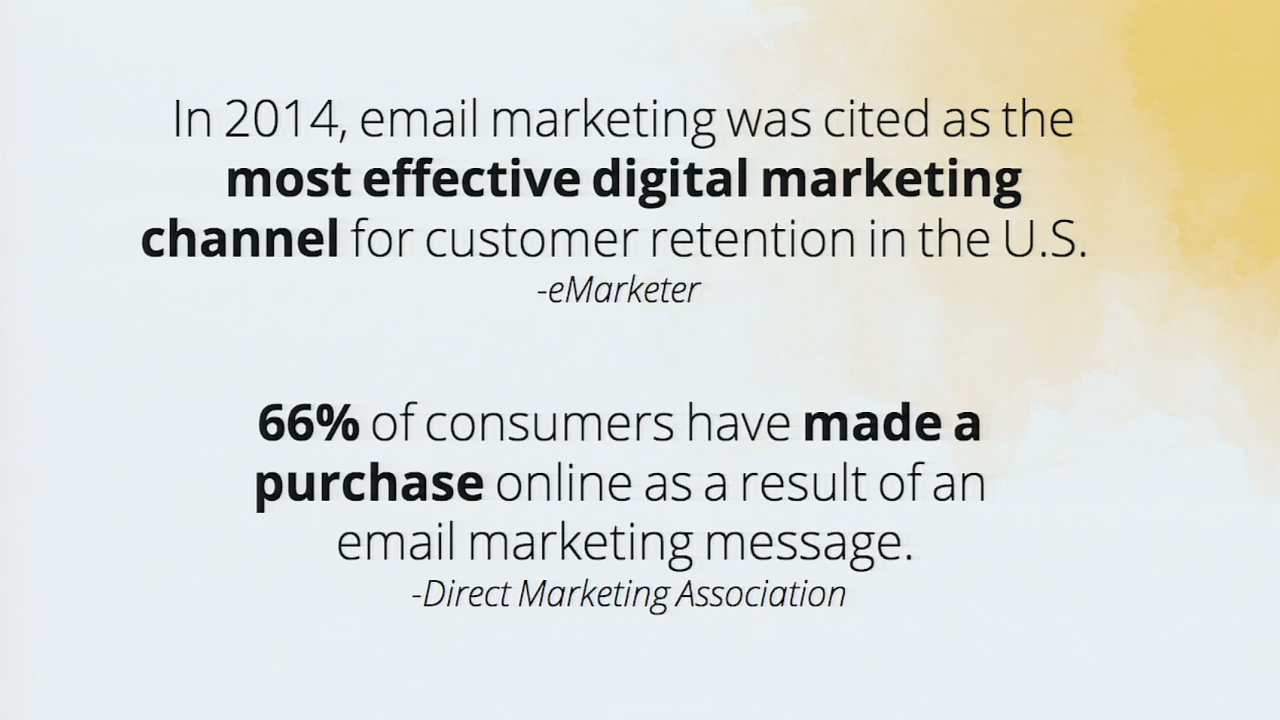 In 2014, email marketing was cited as the
most effective digital marketing
channel for customer retention in the U.S.
-eMarketer
66% of consumers have made a
purchase online as a result of an
email marketing message.
-Direct Marketing Association